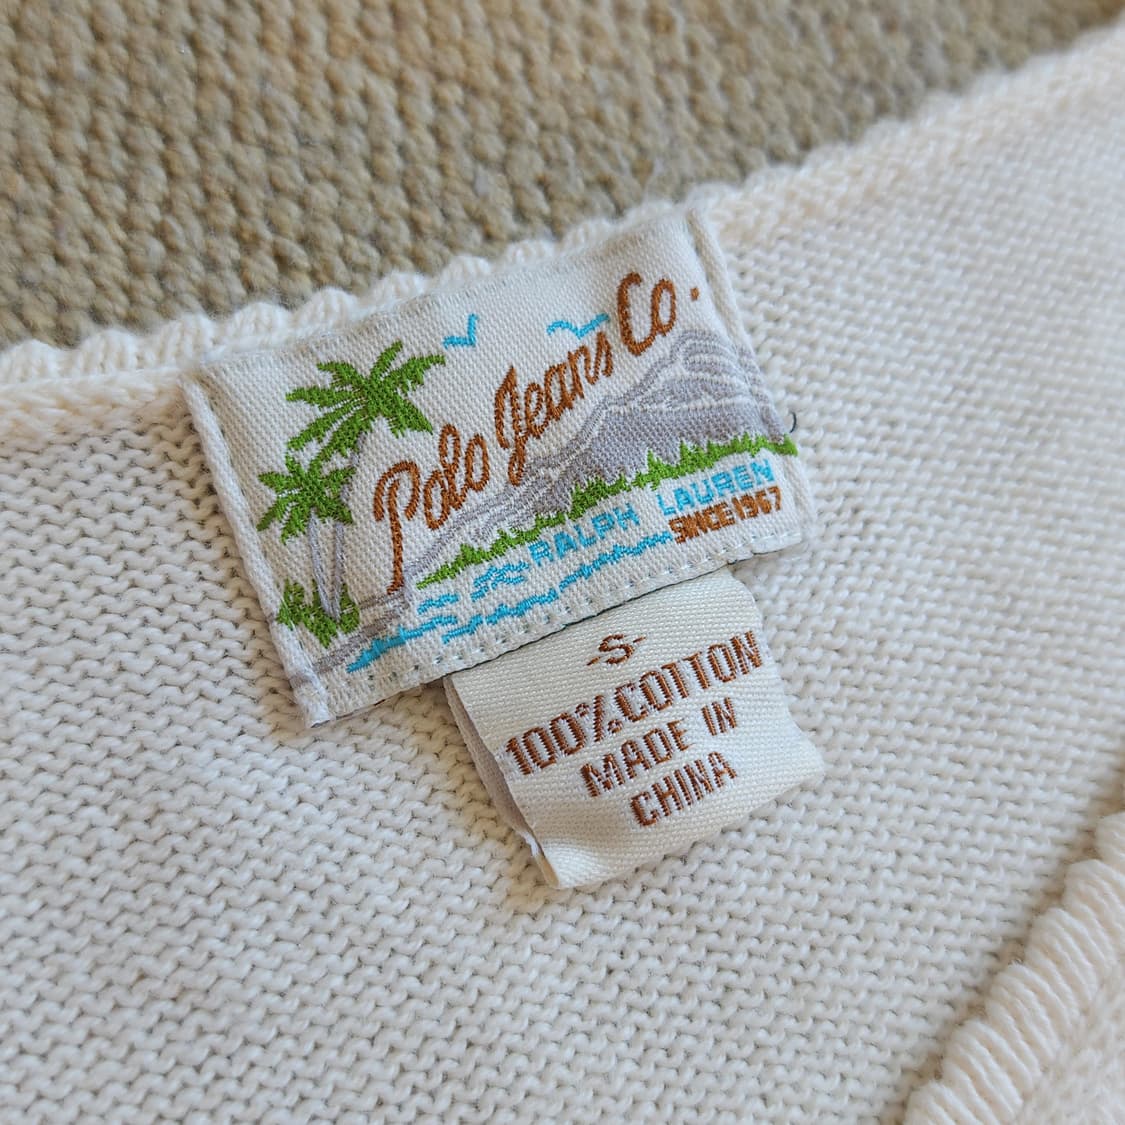 Polo Jeans Co.
RALPH LAUREN
SINCE 1967
-S-
100% COTTON
MADE IN
CHINA